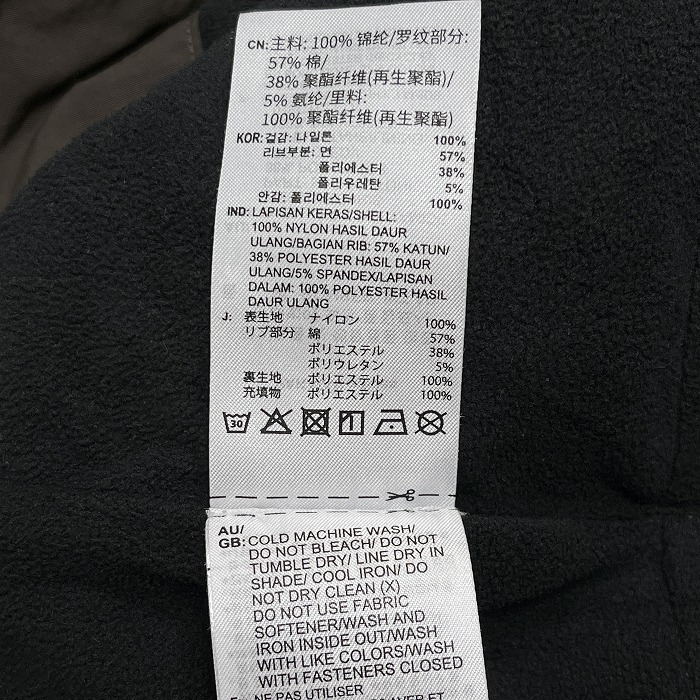 CN:主料: 100% 锦纶/罗纹部分:
57% 棉/
38% 聚酯纤维(再生聚酯)/
5% 氨纶/里料:
100% 聚酯纤维(再生聚酯)
KOR: 겉감: 나일론 100%
리브부분: 면 57%
폴리에스터 38%
폴리우레탄 5%
안감: 폴리에스터 100%
IND: LAPISAN KERAS/SHELL:
100% NYLON HASIL DAUR
ULANG/BAGIAN RIB: 57% KATUN/
38% POLYESTER HASIL DAUR
ULANG/5% SPANDEX/LAPISAN
DALAM: 100% POLYESTER HASIL
DAUR ULANG
J: 表生地 ナイロン 100%
リブ部分 綿 57%
ポリエステル 38%
ポリウレタン 5%
裏生地 ポリエステル 100%
充填物 ポリエステル 100%
30
AU/
GB: COLD MACHINE WASH/
DO NOT BLEACH/ DO NOT
TUMBLE DRY/ LINE DRY IN
SHADE/ COOL IRON/ DO
NOT DRY CLEAN (X)
DO NOT USE FABRIC
SOFTENER/WASH AND
IRON INSIDE OUT/WASH
WITH LIKE COLORS/WASH
WITH FASTENERS CLOSED
NE PAS UTILISER